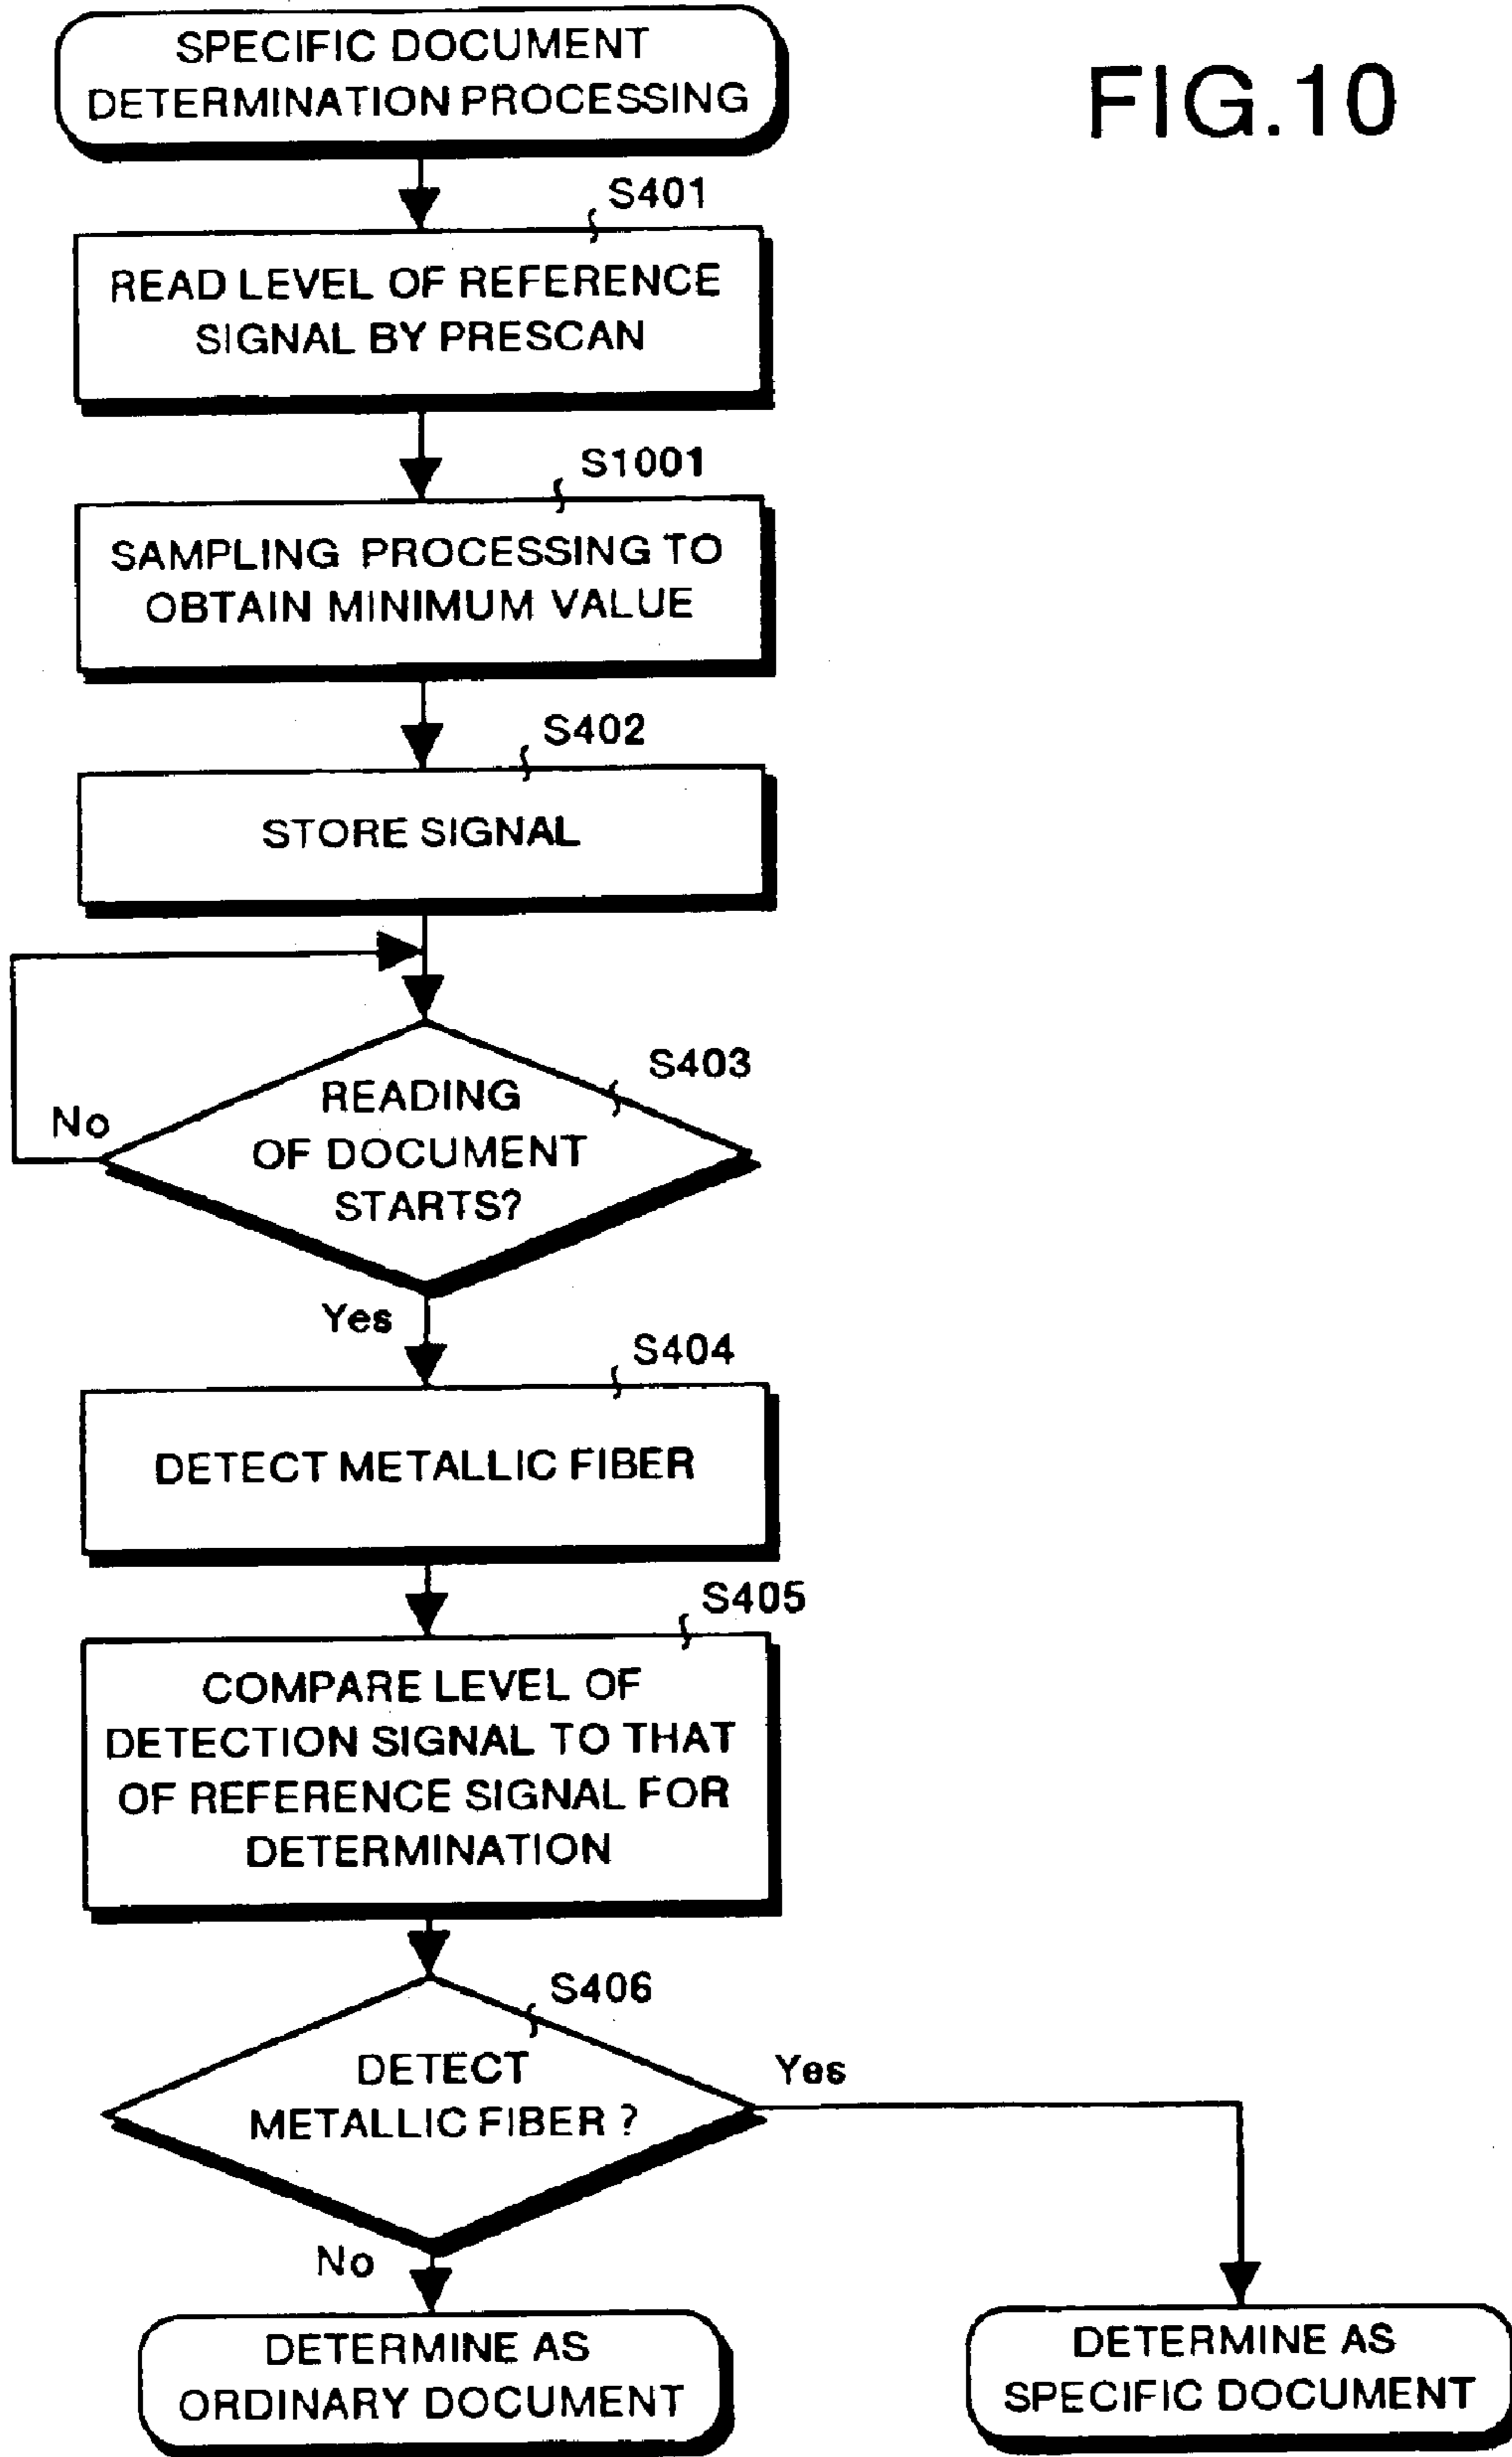 FIG.10
SPECIFIC DOCUMENT
DETERMINATION PROCESSING
S401
READ LEVEL OF REFERENCE
SIGNAL BY PRESCAN
S1001
SAMPLING PROCESSING TO
OBTAIN MINIMUM VALUE
S402
STORE SIGNAL
S403
READING
OF DOCUMENT
STARTS?
No
Yes
S404
DETECT METALLIC FIBER
S405
COMPARE LEVEL OF
DETECTION SIGNAL TO THAT
OF REFERENCE SIGNAL FOR
DETERMINATION
S406
DETECT
METALLIC FIBER ?
Yes
No
DETERMINE AS
ORDINARY DOCUMENT
DETERMINE AS
SPECIFIC DOCUMENT